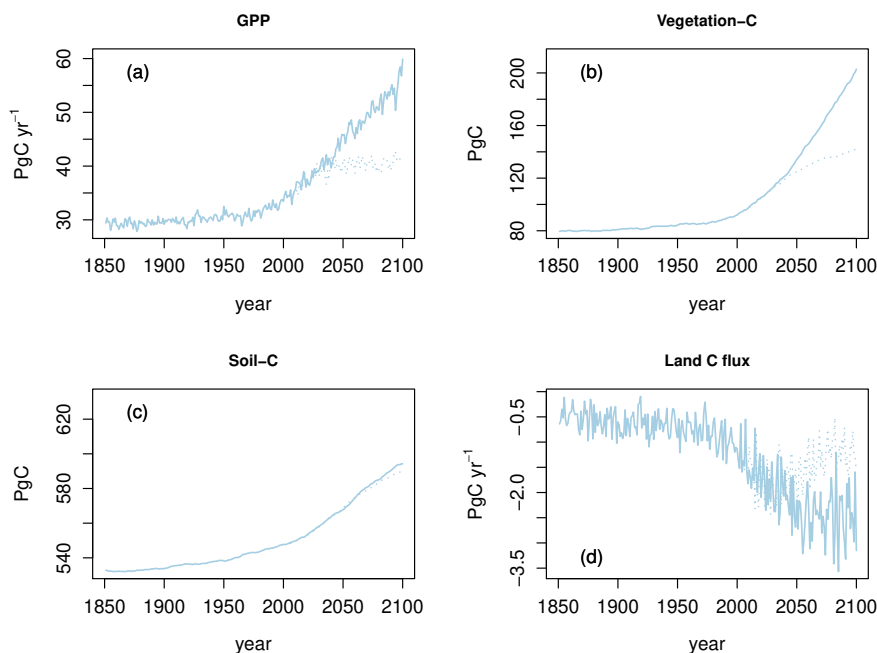 GPP
(a)
PgC yr⁻¹
60
50
40
30
1850 1900 1950 2000 2050 2100
year
Vegetation−C
(b)
PgC
200
160
120
80
1850 1900 1950 2000 2050 2100
year
Soil−C
(c)
PgC
620
580
540
1850 1900 1950 2000 2050 2100
year
Land C flux
(d)
PgC yr⁻¹
−0.5
−2.0
−3.5
1850 1900 1950 2000 2050 2100
year